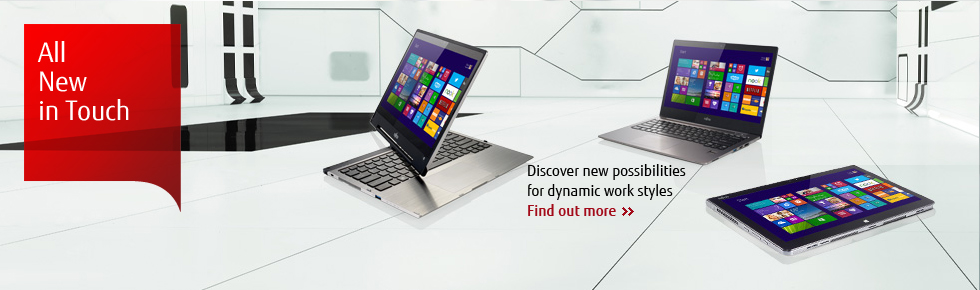 All
New
in Touch
Discover new possibilities
for dynamic work styles
Find out more »